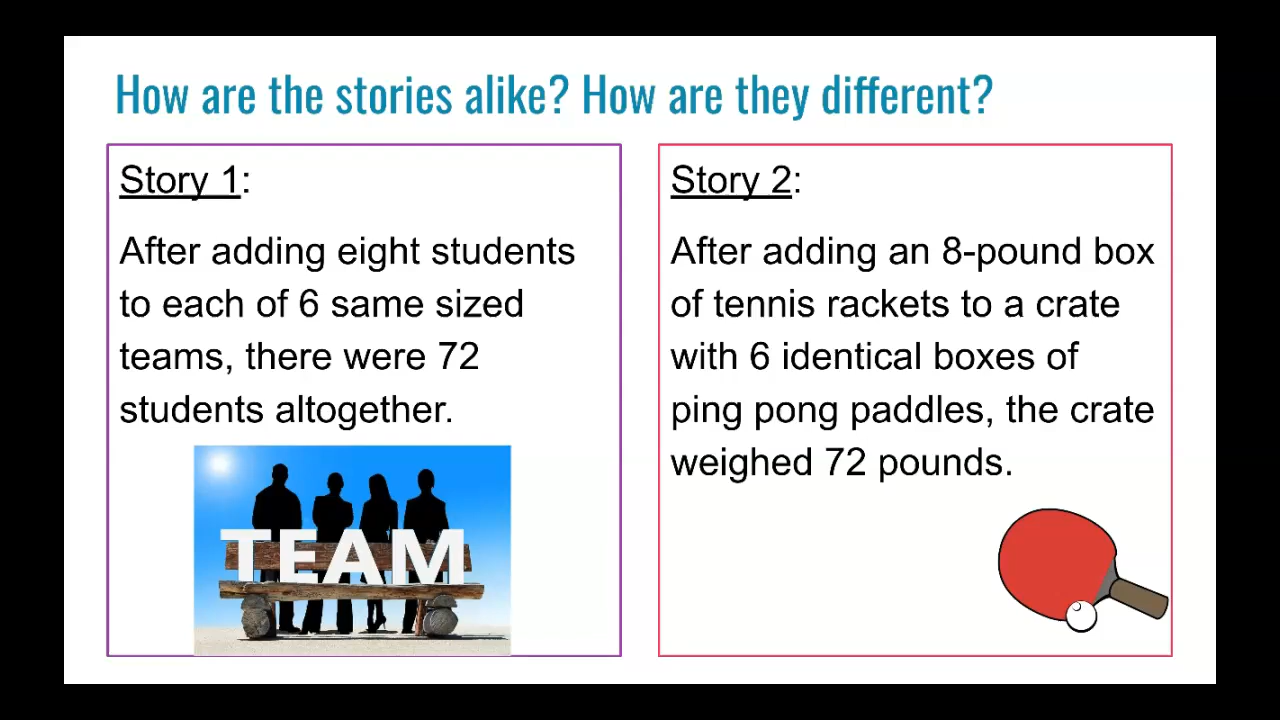 How are the stories alike? How are they different?
Story 1:
After adding eight students
to each of 6 same sized
teams, there were 72
students altogether.
TEAM
Story 2:
After adding an 8-pound box
of tennis rackets to a crate
with 6 identical boxes of
ping pong paddles, the crate
weighed 72 pounds.